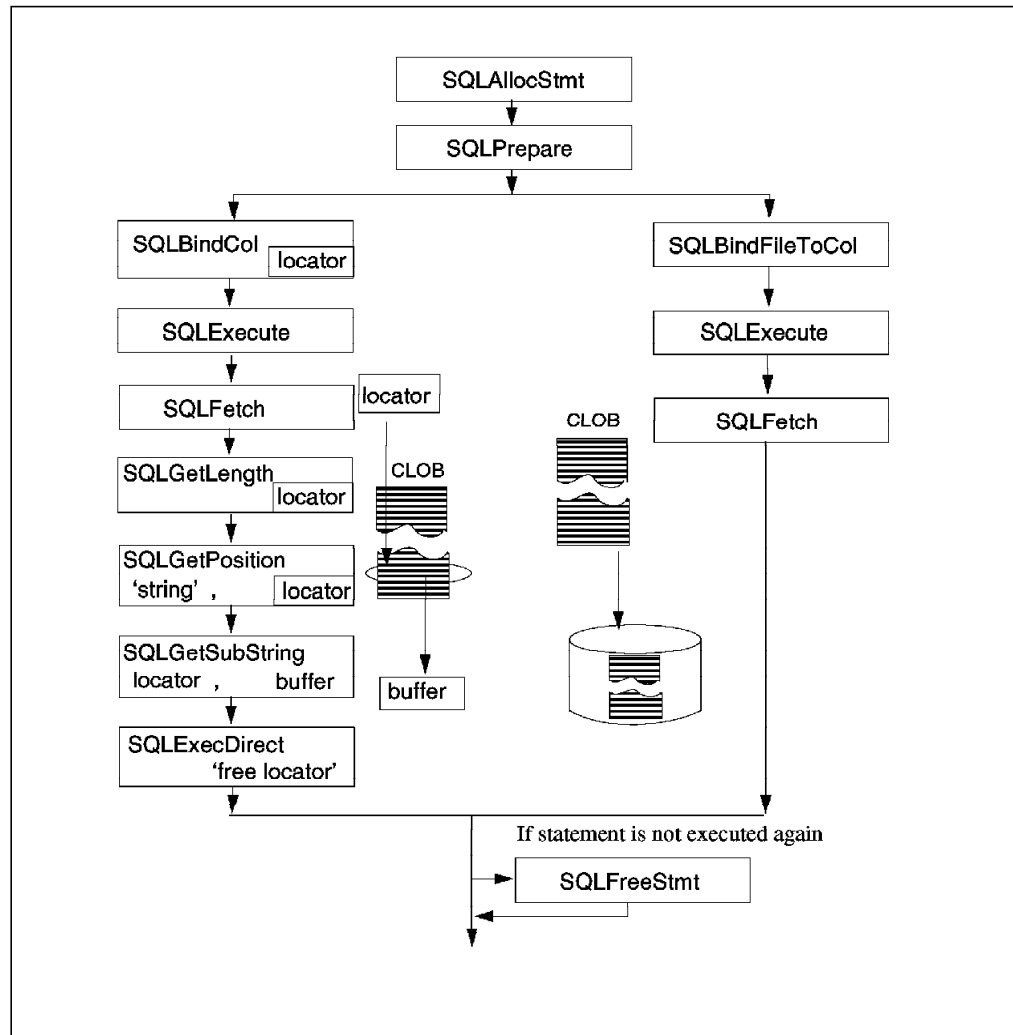 SQLAllocStmt
SQLPrepare
SQLBindCol
locator
SQLExecute
SQLFetch
locator
SQLGetLength
locator
SQLGetPosition
‘string’ ,
locator
SQLGetSubString
locator , buffer
SQLExecDirect
‘free locator’
CLOB
buffer
CLOB
SQLBindFileToCol
SQLExecute
SQLFetch
If statement is not executed again
SQLFreeStmt